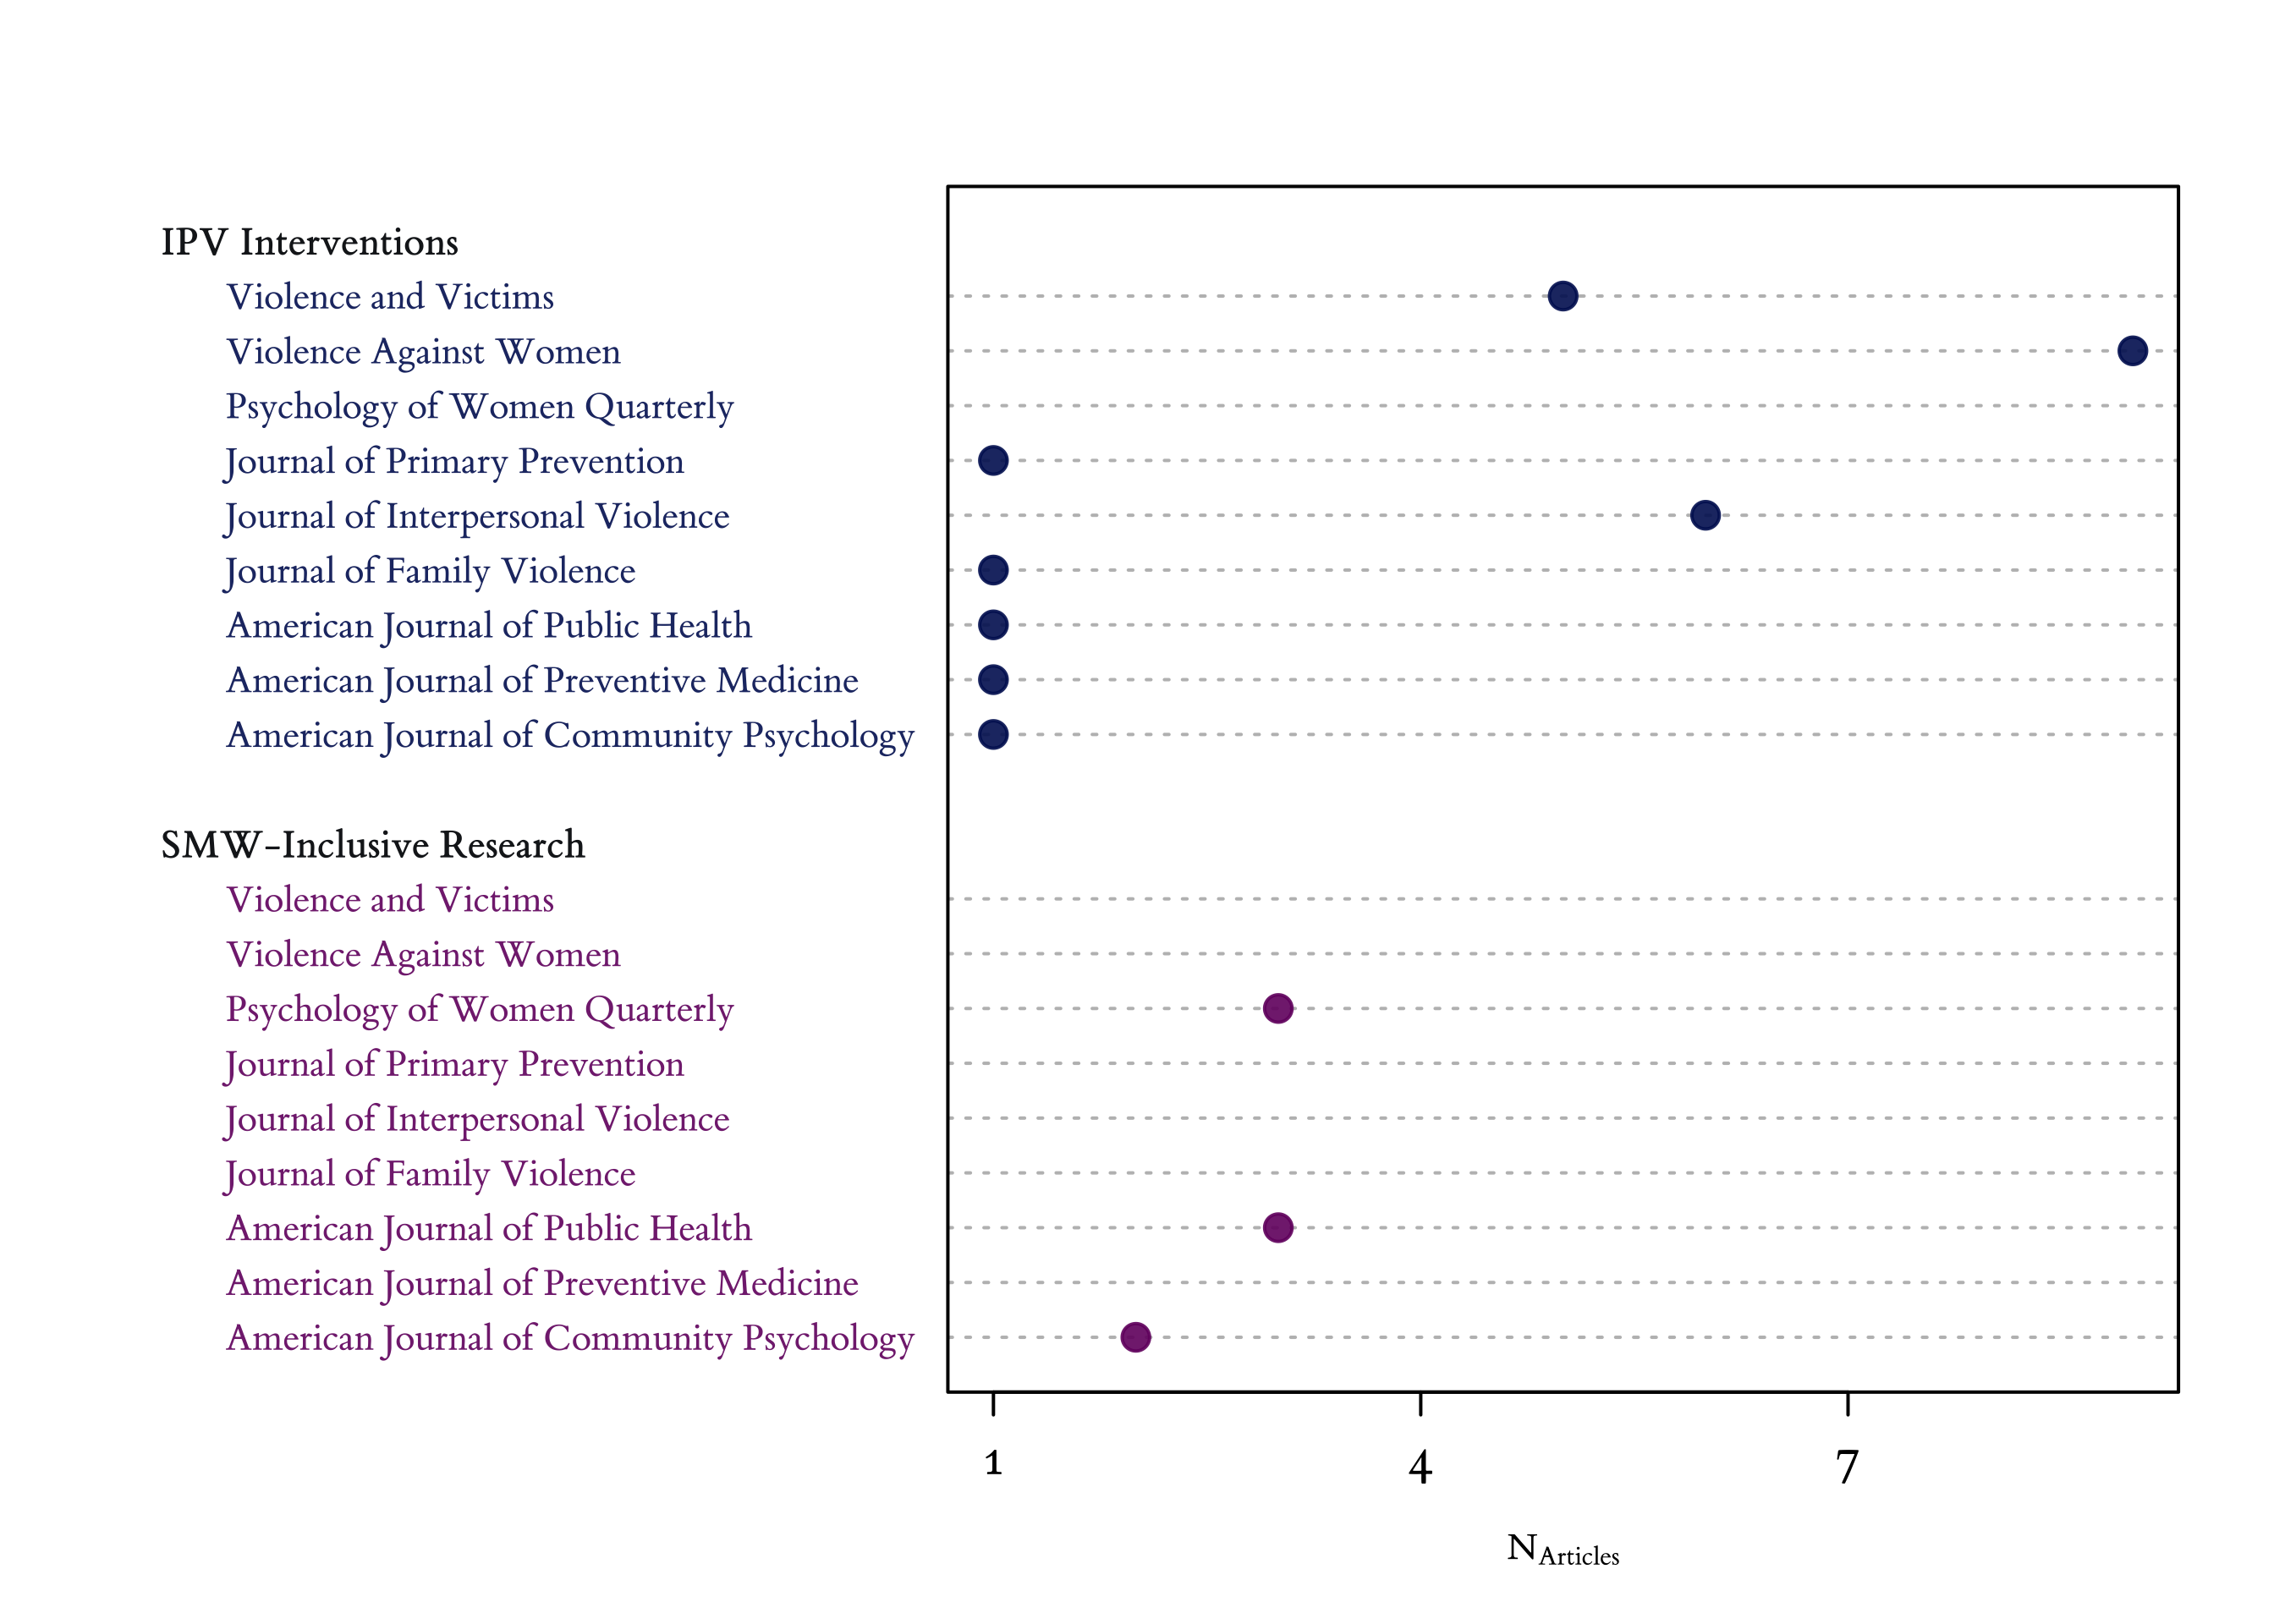 IPV Interventions
Violence and Victims
Violence Against Women
Psychology of Women Quarterly
Journal of Primary Prevention
Journal of Interpersonal Violence
Journal of Family Violence
American Journal of Public Health
American Journal of Preventive Medicine
American Journal of Community Psychology
SMW-Inclusive Research
Violence and Victims
Violence Against Women
Psychology of Women Quarterly
Journal of Primary Prevention
Journal of Interpersonal Violence
Journal of Family Violence
American Journal of Public Health
American Journal of Preventive Medicine
American Journal of Community Psychology
1 4 7
N Articles